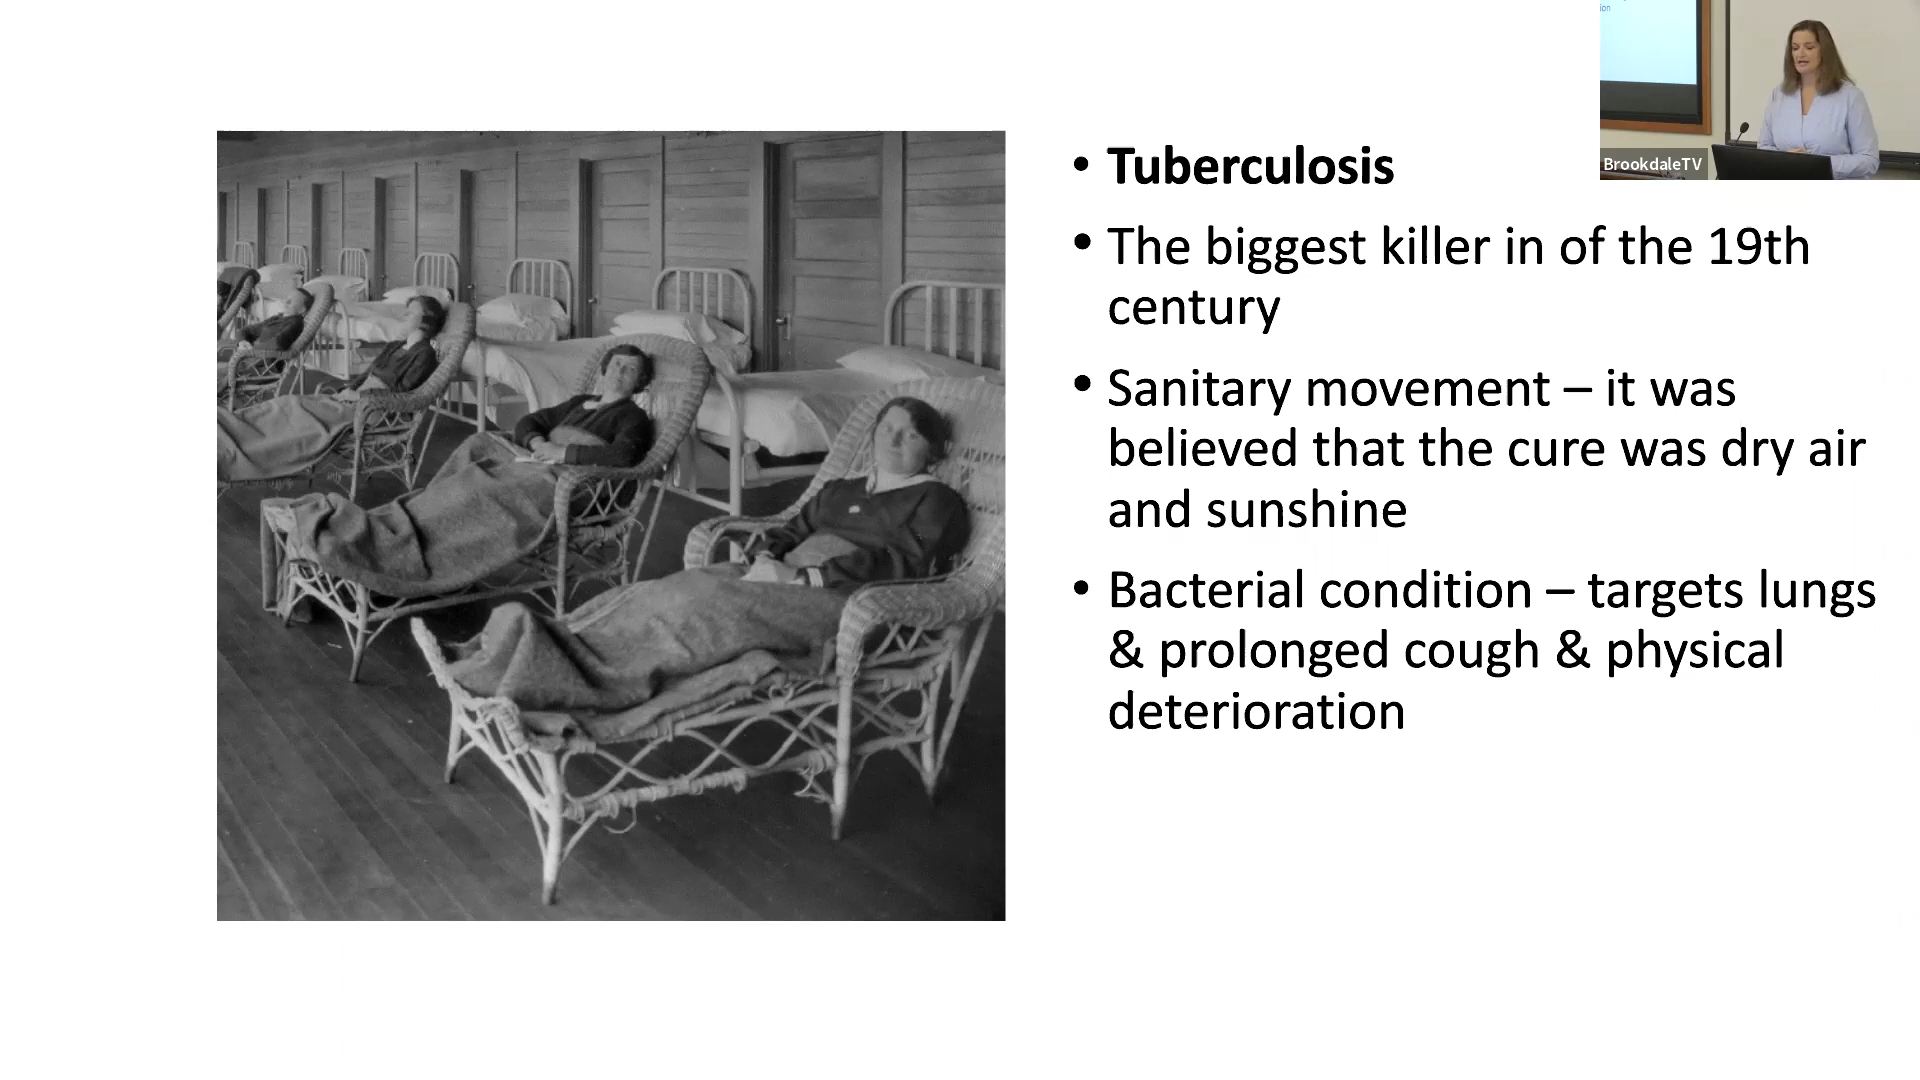 ion
BrookdaleTV
• Tuberculosis
• The biggest killer in of the 19th
century
• Sanitary movement – it was
believed that the cure was dry air
and sunshine
• Bacterial condition – targets lungs
& prolonged cough & physical
deterioration